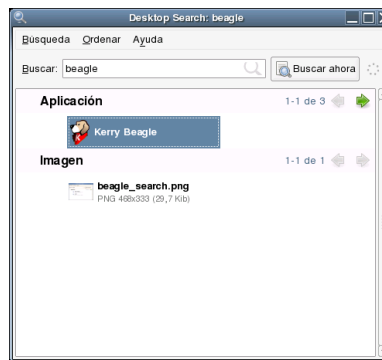 Desktop Search: beagle
Búsqueda Ordenar Ayuda
Buscar: beagle Buscar ahora
Aplicación 1-1 de 3
Kerry Beagle
Imagen 1-1 de 1
beagle_search.png
PNG 468x333 (29,7 Kib)